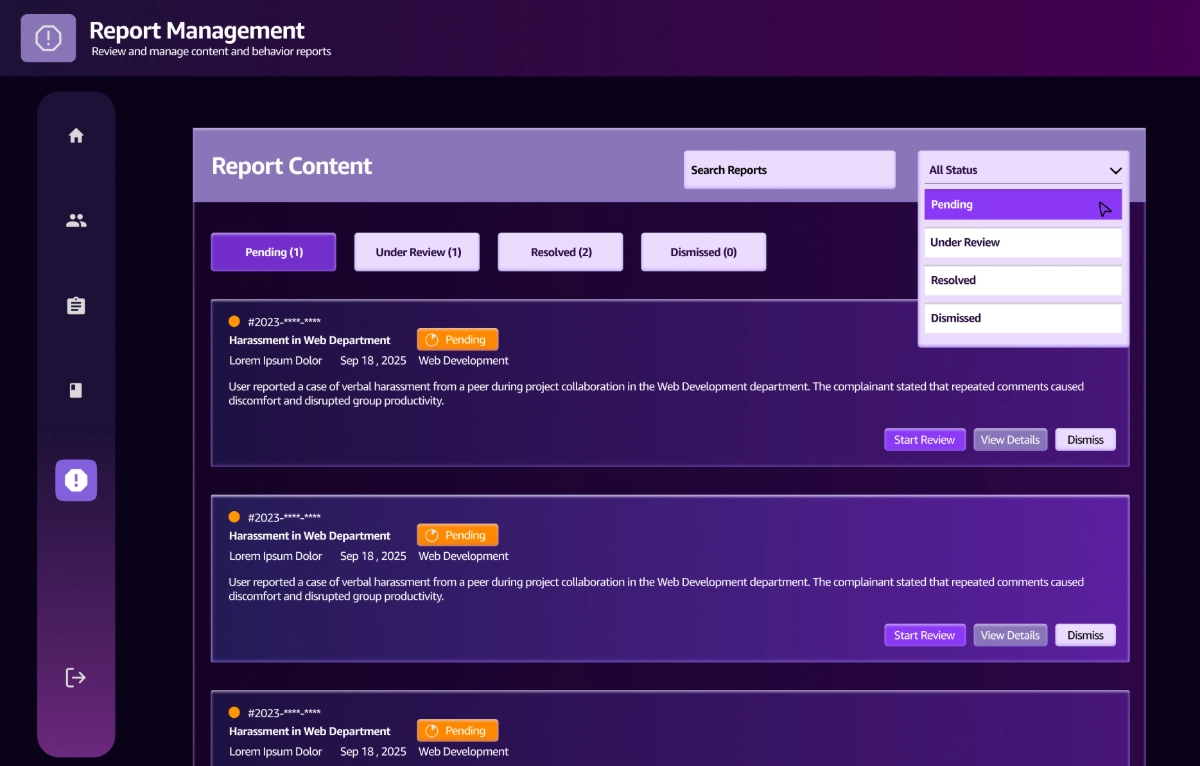 Report Management
Review and manage content and behavior reports
Report Content
Search Reports
All Status
Pending
Under Review
Resolved
Dismissed
Pending (1)
Under Review (1)
Resolved (2)
Dismissed (0)
#2023-****-****
Harassment in Web Department
Pending
Lorem Ipsum Dolor Sep 18 , 2025 Web Development
User reported a case of verbal harassment from a peer during project collaboration in the Web Development department. The complainant stated that repeated comments caused
discomfort and disrupted group productivity.
Start Review
View Details
Dismiss
#2023-****-****
Harassment in Web Department
Pending
Lorem Ipsum Dolor Sep 18 , 2025 Web Development
User reported a case of verbal harassment from a peer during project collaboration in the Web Development department. The complainant stated that repeated comments caused
discomfort and disrupted group productivity.
Start Review
View Details
Dismiss
#2023-****-****
Harassment in Web Department
Pending
Lorem Ipsum Dolor Sep 18 , 2025 Web Development